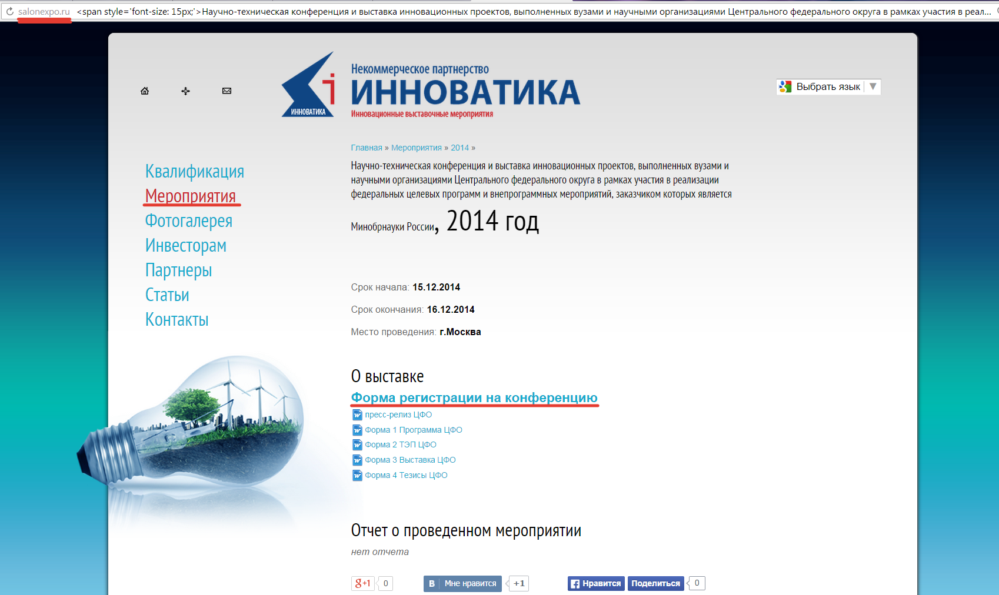 salonexpo.ru <span style='font-size: 15px;'>Научно-техническая конференция и выставка инновационных проектов, выполненных вузами и научными организациями Центрального федерального округа в рамках участия в реал...
Некоммерческое партнерство
ИННОВАТИКА
Инновационные выставочные мероприятия
i
ИННОВАТИКА
Выбрать язык ▼
Главная » Мероприятия » 2014 »
Квалификация
Мероприятия
Фотогалерея
Инвесторам
Партнеры
Статьи
Контакты
Научно-техническая конференция и выставка инновационных проектов, выполненных вузами и
научными организациями Центрального федерального округа в рамках участия в реализации
федеральных целевых программ и внепрограммных мероприятий, заказчиком которых является
Минобрнауки России, 2014 год
Срок начала: 15.12.2014
Срок окончания: 16.12.2014
Место проведения: г.Москва
О выставке
Форма регистрации на конференцию
пресс-релиз ЦФО
Форма 1 Программа ЦФО
Форма 2 ТЭП ЦФО
Форма 3 Выставка ЦФО
Форма 4 Тезисы ЦФО
Отчет о проведенном мероприятии
нет отчета
g+1 0
B Мне нравится +1
f Нравится Поделиться 0